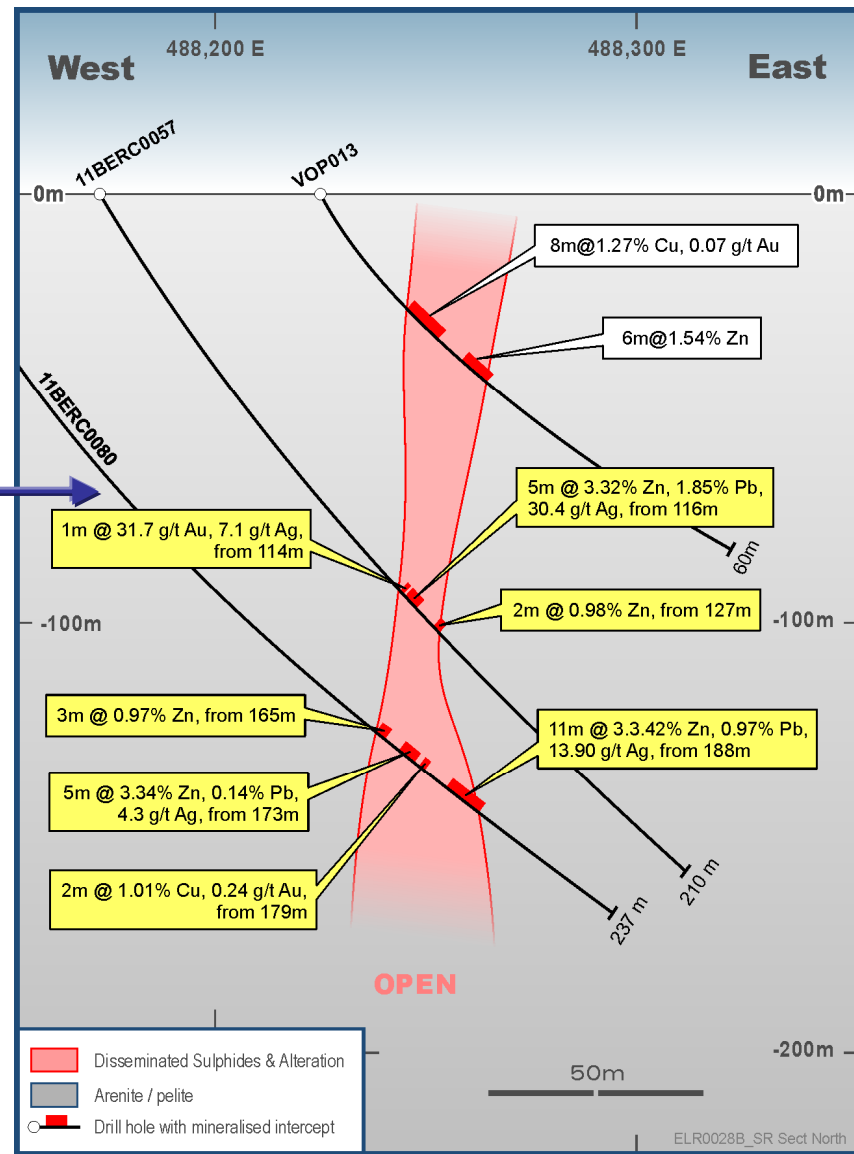 488,200 E
488,300 E
West
East
11BERC0057
VOP013
0m
0m
8m@1.27% Cu, 0.07 g/t Au
6m@1.54% Zn
11BERC0080
5m @ 3.32% Zn, 1.85% Pb,
30.4 g/t Ag, from 116m
1m @ 31.7 g/t Au, 7.1 g/t Ag,
from 114m
60m
2m @ 0.98% Zn, from 127m
-100m
-100m
3m @ 0.97% Zn, from 165m
11m @ 3.3.42% Zn, 0.97% Pb,
13.90 g/t Ag, from 188m
5m @ 3.34% Zn, 0.14% Pb,
4.3 g/t Ag, from 173m
2m @ 1.01% Cu, 0.24 g/t Au,
from 179m
210 m
237 m
OPEN
Disseminated Sulphides & Alteration
Arenite / pelite
Drill hole with mineralised intercept
-200m
50m
ELR0028B_SR Sect North